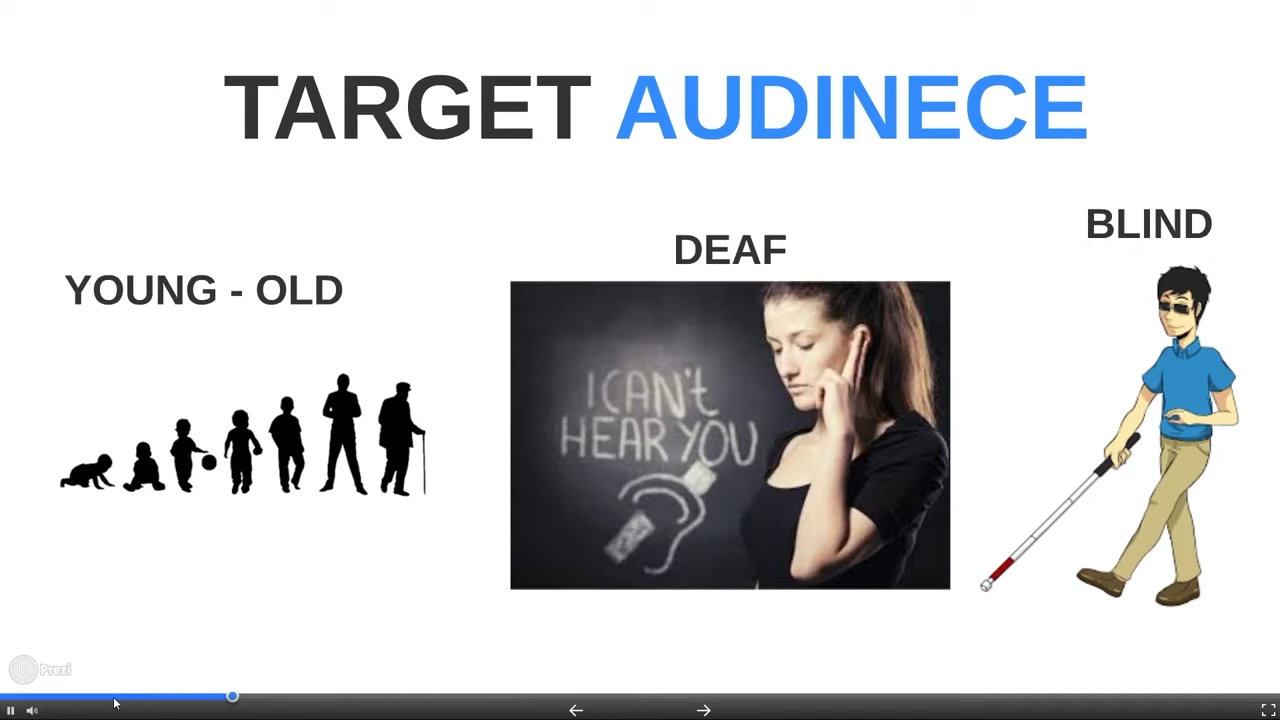 TARGET AUDINECE
YOUNG - OLD
DEAF
BLIND
I CAN't
HEAR YOU
Prezi